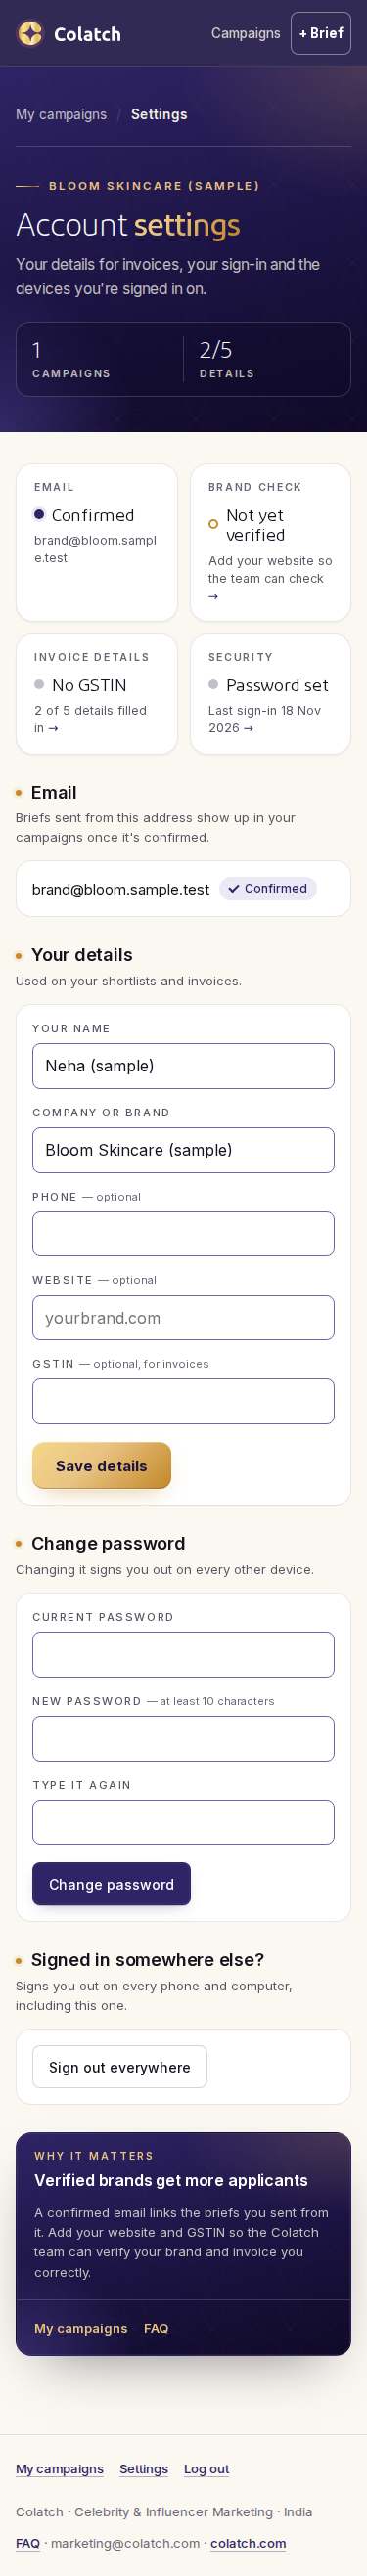 Colatch
Campaigns
+ Brief
My campaigns / Settings
BLOOM SKINCARE (SAMPLE)
Account settings
Your details for invoices, your sign-in and the
devices you're signed in on.
1
CAMPAIGNS
2/5
DETAILS
EMAIL
Confirmed
brand@bloom.sampl
e.test
BRAND CHECK
Not yet
verified
Add your website so
the team can check
→
INVOICE DETAILS
No GSTIN
2 of 5 details filled
in →
SECURITY
Password set
Last sign-in 18 Nov
2026 →
Email
Briefs sent from this address show up in your
campaigns once it's confirmed.
brand@bloom.sample.test
Confirmed
Your details
Used on your shortlists and invoices.
YOUR NAME
Neha (sample)
COMPANY OR BRAND
Bloom Skincare (sample)
PHONE — optional
WEBSITE — optional
yourbrand.com
GSTIN — optional, for invoices
Save details
Change password
Changing it signs you out on every other device.
CURRENT PASSWORD
NEW PASSWORD — at least 10 characters
TYPE IT AGAIN
Change password
Signed in somewhere else?
Signs you out on every phone and computer,
including this one.
Sign out everywhere
WHY IT MATTERS
Verified brands get more applicants
A confirmed email links the briefs you sent from
it. Add your website and GSTIN so the Colatch
team can verify your brand and invoice you
correctly.
My campaigns FAQ
My campaigns Settings Log out
Colatch · Celebrity & Influencer Marketing · India
FAQ · marketing@colatch.com · colatch.com